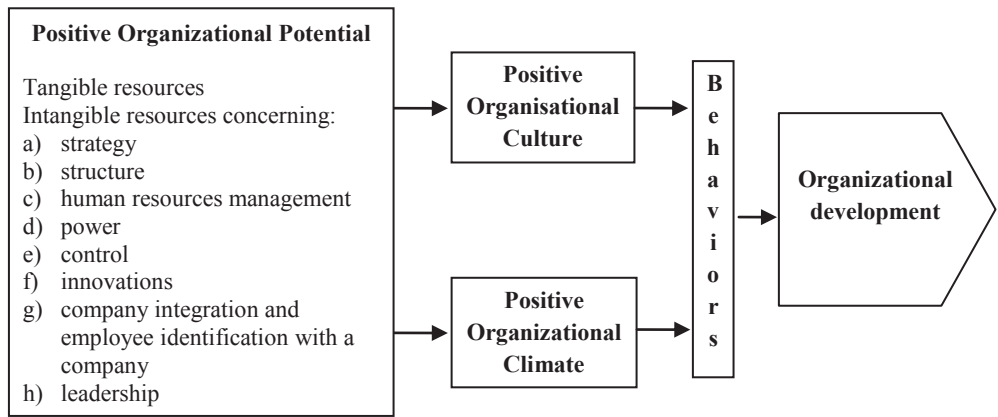 Positive Organizational Potential
Tangible resources
Intangible resources concerning:
a) strategy
b) structure
c) human resources management
d) power
e) control
f) innovations
g) company integration and
employee identification with a
company
h) leadership
Positive
Organisational
Culture
Positive
Organizational
Climate
B
e
h
a
v
i
o
r
s
Organizational
development